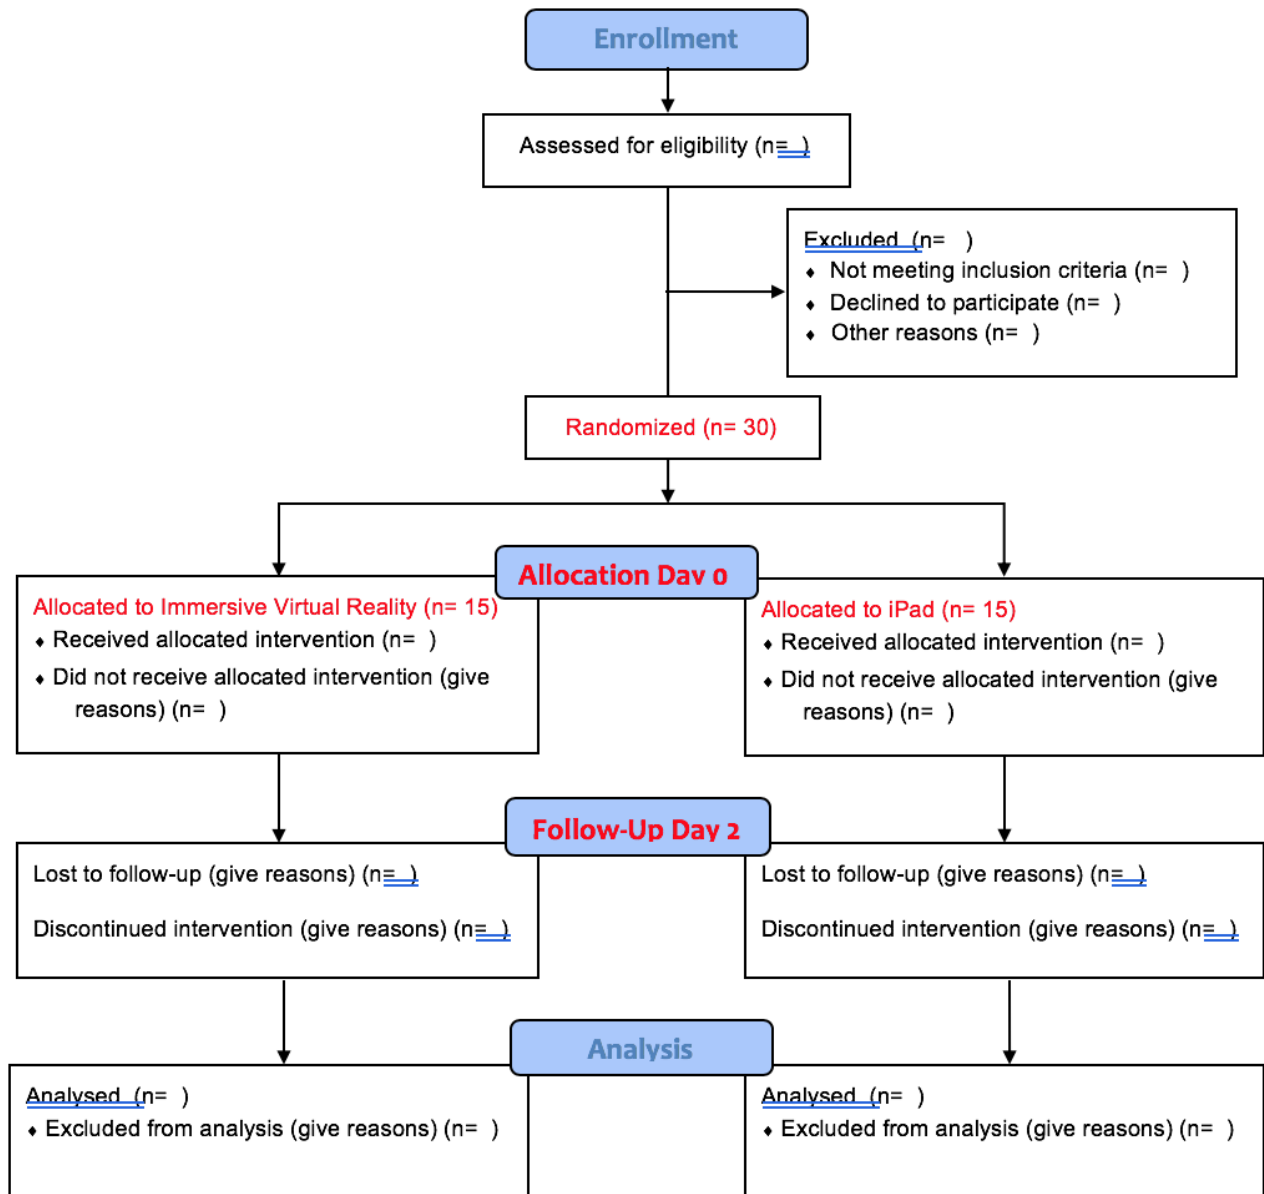 Enrollment
Assessed for eligibility (n= )
Excluded (n= )
♦ Not meeting inclusion criteria (n= )
♦ Declined to participate (n= )
♦ Other reasons (n= )
Randomized (n= 30)
Allocation Day 0
Allocated to Immersive Virtual Reality (n= 15)
♦ Received allocated intervention (n= )
♦ Did not receive allocated intervention (give
reasons) (n= )
Allocated to iPad (n= 15)
♦ Received allocated intervention (n= )
♦ Did not receive allocated intervention (give
reasons) (n= )
Follow-Up Day 2
Lost to follow-up (give reasons) (n= )
Discontinued intervention (give reasons) (n= )
Lost to follow-up (give reasons) (n= )
Discontinued intervention (give reasons) (n= )
Analysis
Analysed (n= )
♦ Excluded from analysis (give reasons) (n= )
Analysed (n= )
♦ Excluded from analysis (give reasons) (n= )